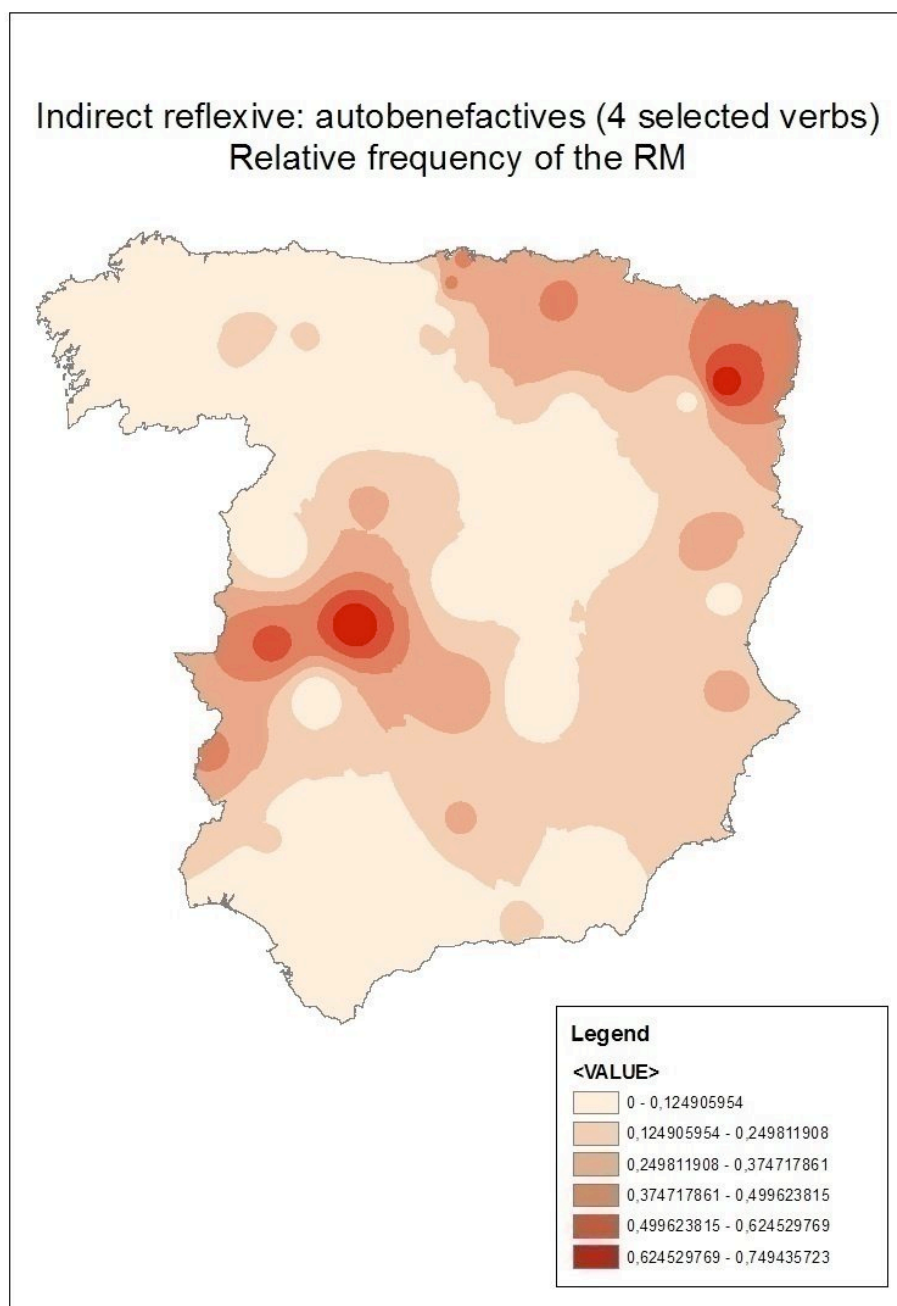 Indirect reflexive: autobenefactives (4 selected verbs)
Relative frequency of the RM
Legend
<VALUE>
0 - 0,124905954
0,124905954 - 0,249811908
0,249811908 - 0,374717861
0,374717861 - 0,499623815
0,499623815 - 0,624529769
0,624529769 - 0,749435723